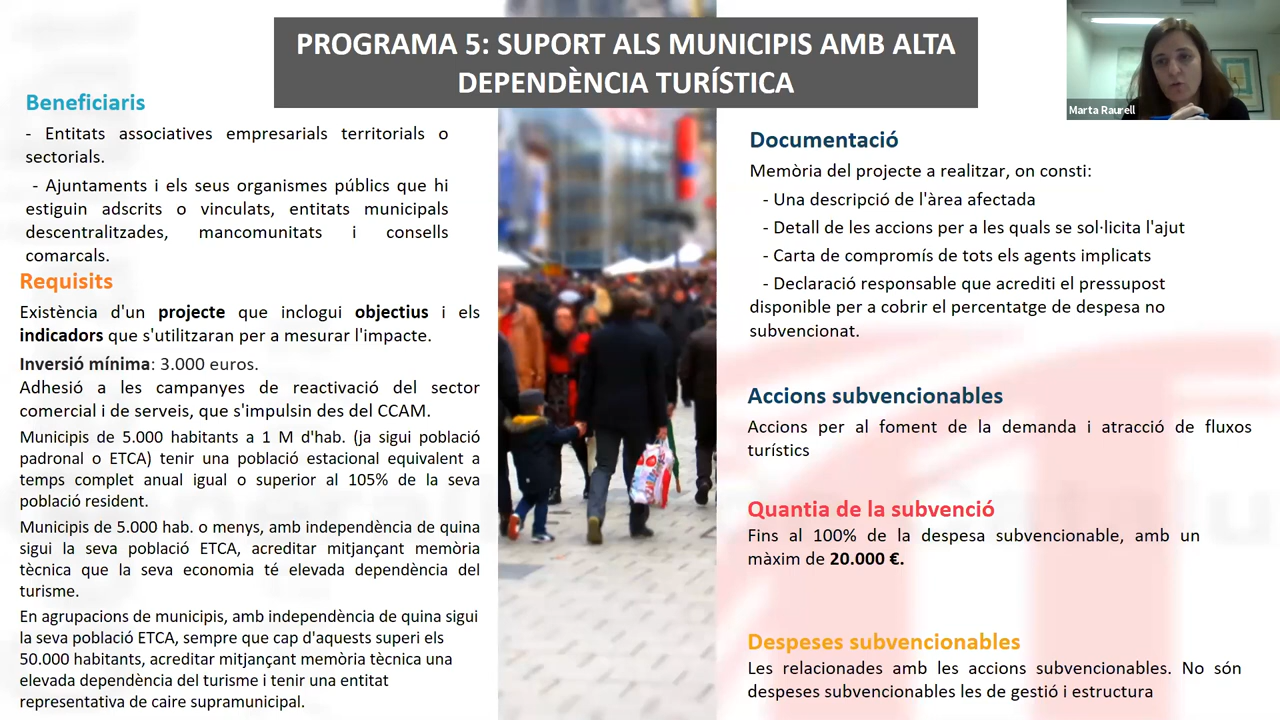 PROGRAMA 5: SUPORT ALS MUNICIPIS AMB ALTA
DEPENDÈNCIA TURÍSTICA
Marta Raurell
Beneficiaris
- Entitats associatives empresarials territorials o
sectorials.
- Ajuntaments i els seus organismes públics que hi
estiguin adscrits o vinculats, entitats municipals
descentralitzades, mancomunitats i consells
comarcals.
Requisits
Existència d'un projecte que inclogui objectius i els
indicadors que s'utilitzaran per a mesurar l'impacte.
Inversió mínima: 3.000 euros.
Adhesió a les campanyes de reactivació del sector
comercial i de serveis, que s'impulsin des del CCAM.
Municipis de 5.000 habitants a 1 M d'hab. (ja sigui població
padronal o ETCA) tenir una població estacional equivalent a
temps complet anual igual o superior al 105% de la seva
població resident.
Municipis de 5.000 hab. o menys, amb independència de quina
sigui la seva població ETCA, acreditar mitjançant memòria
tècnica que la seva economia té elevada dependència del
turisme.
En agrupacions de municipis, amb independència de quina sigui
la seva població ETCA, sempre que cap d'aquests superi els
50.000 habitants, acreditar mitjançant memòria tècnica una
elevada dependència del turisme i tenir una entitat
representativa de caire supramunicipal.
Documentació
Memòria del projecte a realitzar, on consti:
- Una descripció de l'àrea afectada
- Detall de les accions per a les quals se sol·licita l'ajut
- Carta de compromís de tots els agents implicats
- Declaració responsable que acrediti el pressupost
disponible per a cobrir el percentatge de despesa no
subvencionat.
Accions subvencionables
Accions per al foment de la demanda i atracció de fluxos
turístics
Quantia de la subvenció
Fins al 100% de la despesa subvencionable, amb un
màxim de 20.000 €.
Despeses subvencionables
Les relacionades amb les accions subvencionables. No són
despeses subvencionables les de gestió i estructura